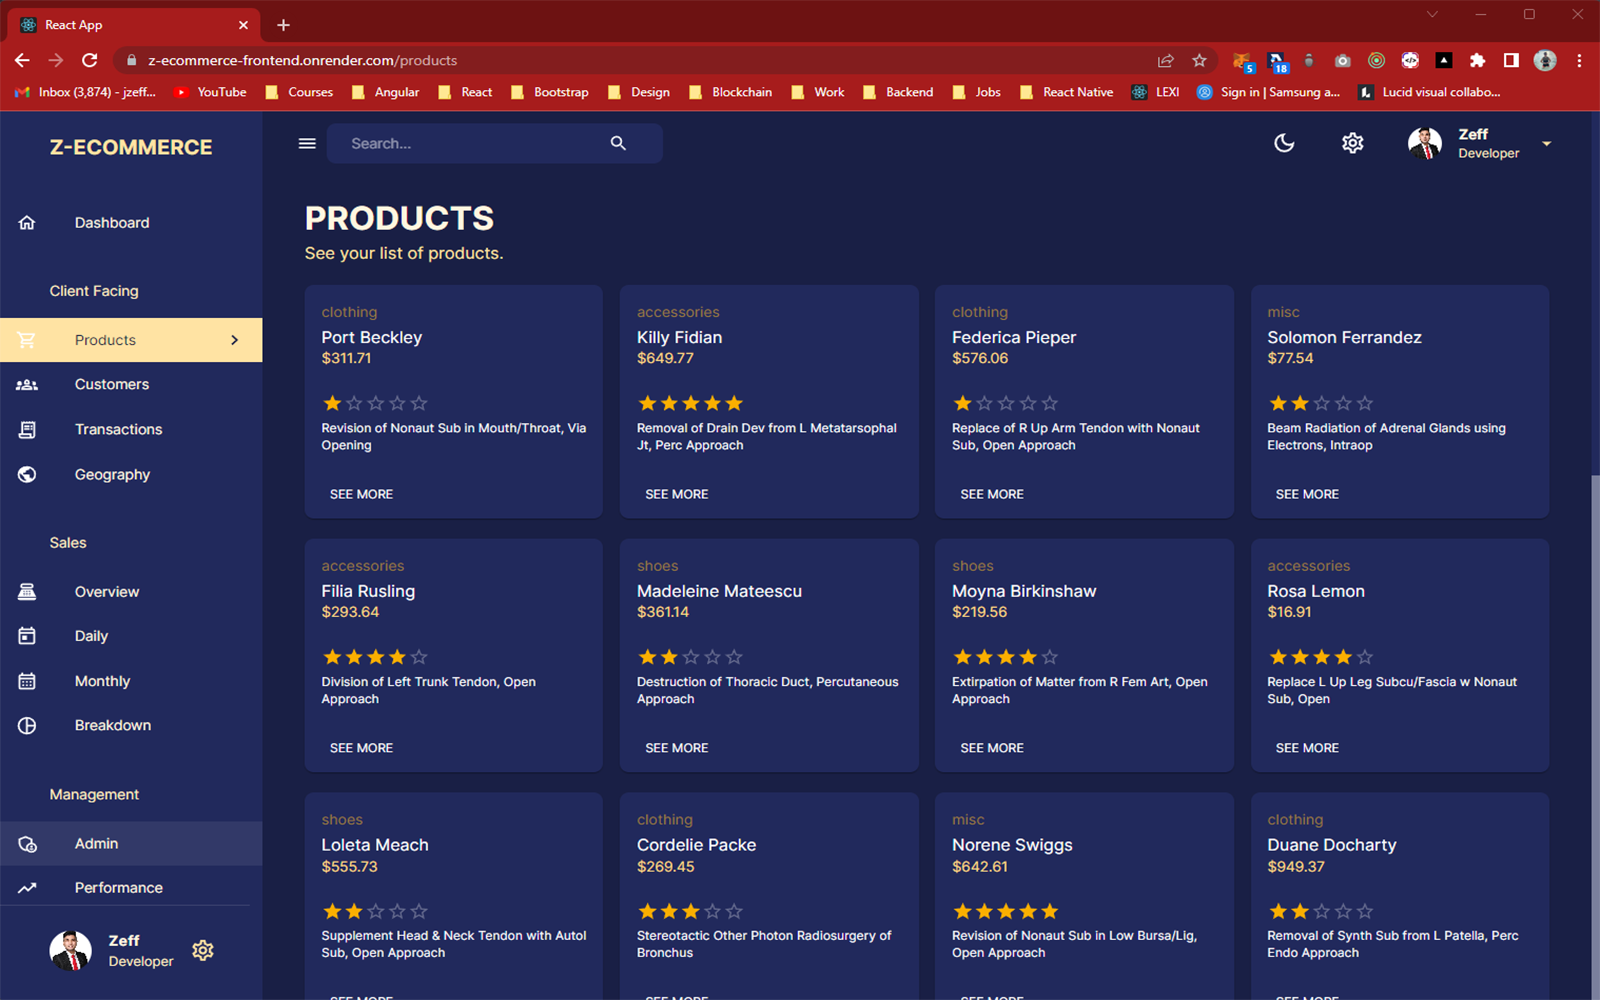 React App
z-ecommerce-frontend.onrender.com/products
5
18
Inbox (3,874) - jzeff...
YouTube
Courses
Angular
React
Bootstrap
Design
Blockchain
Work
Backend
Jobs
React Native
LEXI
Sign in | Samsung a...
Lucid visual collabo...
Z-ECOMMERCE
Dashboard
Client Facing
Products
Customers
Transactions
Geography
Sales
Overview
Daily
Monthly
Breakdown
Management
Admin
Performance
Zeff
Developer
Search...
Zeff
Developer
PRODUCTS
See your list of products.
clothing
Port Beckley
$311.71
Revision of Nonaut Sub in Mouth/Throat, Via
Opening
SEE MORE
accessories
Killy Fidian
$649.77
Removal of Drain Dev from L Metatarsophal
Jt, Perc Approach
SEE MORE
clothing
Federica Pieper
$576.06
Replace of R Up Arm Tendon with Nonaut
Sub, Open Approach
SEE MORE
misc
Solomon Ferrandez
$77.54
Beam Radiation of Adrenal Glands using
Electrons, Intraop
SEE MORE
accessories
Filia Rusling
$293.64
Division of Left Trunk Tendon, Open
Approach
SEE MORE
shoes
Madeleine Mateescu
$361.14
Destruction of Thoracic Duct, Percutaneous
Approach
SEE MORE
shoes
Moyna Birkinshaw
$219.56
Extirpation of Matter from R Fem Art, Open
Approach
SEE MORE
accessories
Rosa Lemon
$16.91
Replace L Up Leg Subcu/Fascia w Nonaut
Sub, Open
SEE MORE
shoes
Loleta Meach
$555.73
Supplement Head & Neck Tendon with Autol
Sub, Open Approach
SEE MORE
clothing
Cordelie Packe
$269.45
Stereotactic Other Photon Radiosurgery of
Bronchus
SEE MORE
misc
Norene Swiggs
$642.61
Revision of Nonaut Sub in Low Bursa/Lig,
Open Approach
SEE MORE
clothing
Duane Docharty
$949.37
Removal of Synth Sub from L Patella, Perc
Endo Approach
SEE MORE